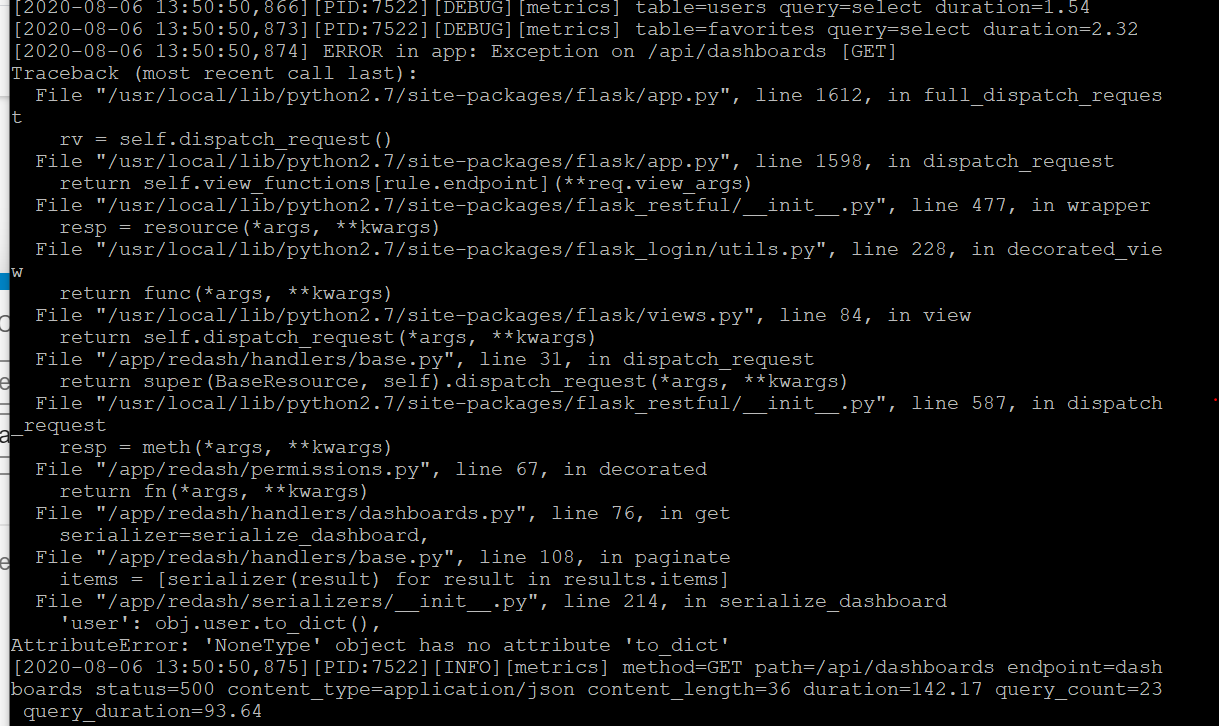 [2020-08-06 13:50:50,866][PID:7522][DEBUG][metrics] table=users query=select duration=1.54
[2020-08-06 13:50:50,873][PID:7522][DEBUG][metrics] table=favorites query=select duration=2.32
[2020-08-06 13:50:50,874] ERROR in app: Exception on /api/dashboards [GET]
Traceback (most recent call last):
  File "/usr/local/lib/python2.7/site-packages/flask/app.py", line 1612, in full_dispatch_reques
t
    rv = self.dispatch_request()
  File "/usr/local/lib/python2.7/site-packages/flask/app.py", line 1598, in dispatch_request
    return self.view_functions[rule.endpoint](**req.view_args)
  File "/usr/local/lib/python2.7/site-packages/flask_restful/__init__.py", line 477, in wrapper
    resp = resource(*args, **kwargs)
  File "/usr/local/lib/python2.7/site-packages/flask_login/utils.py", line 228, in decorated_vie
w
    return func(*args, **kwargs)
  File "/usr/local/lib/python2.7/site-packages/flask/views.py", line 84, in view
    return self.dispatch_request(*args, **kwargs)
  File "/app/redash/handlers/base.py", line 31, in dispatch_request
    return super(BaseResource, self).dispatch_request(*args, **kwargs)
  File "/usr/local/lib/python2.7/site-packages/flask_restful/__init__.py", line 587, in dispatch
_request
    resp = meth(*args, **kwargs)
  File "/app/redash/permissions.py", line 67, in decorated
    return fn(*args, **kwargs)
  File "/app/redash/handlers/dashboards.py", line 76, in get
    serializer=serialize_dashboard,
  File "/app/redash/handlers/base.py", line 108, in paginate
    items = [serializer(result) for result in results.items]
  File "/app/redash/serializers/__init__.py", line 214, in serialize_dashboard
    'user': obj.user.to_dict(),
AttributeError: 'NoneType' object has no attribute 'to_dict'
[2020-08-06 13:50:50,875][PID:7522][INFO][metrics] method=GET path=/api/dashboards endpoint=dash
boards status=500 content_type=application/json content_length=36 duration=142.17 query_count=23
 query_duration=93.64